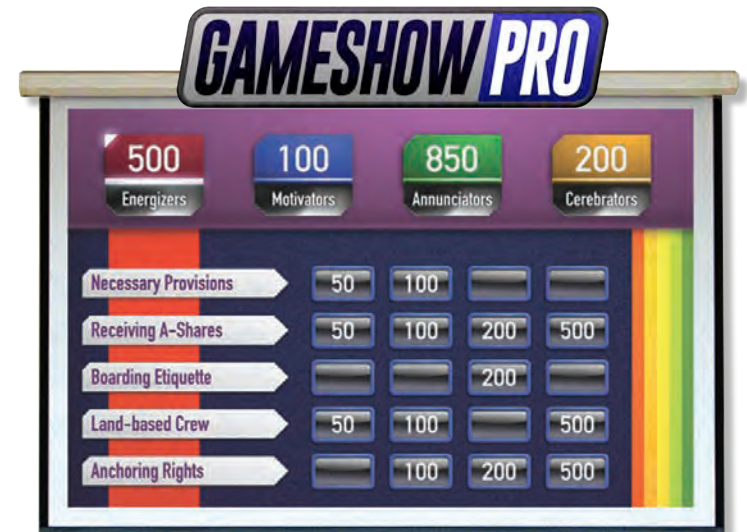 GAMESHOW PRO
500 100 850 200
Energizers Motivators Annunciators Cerebrators
Necessary Provisions 50 100
Receiving A-Shares 50 100 200 500
Boarding Etiquette 200
Land-based Crew 50 100 500
Anchoring Rights 100 200 500